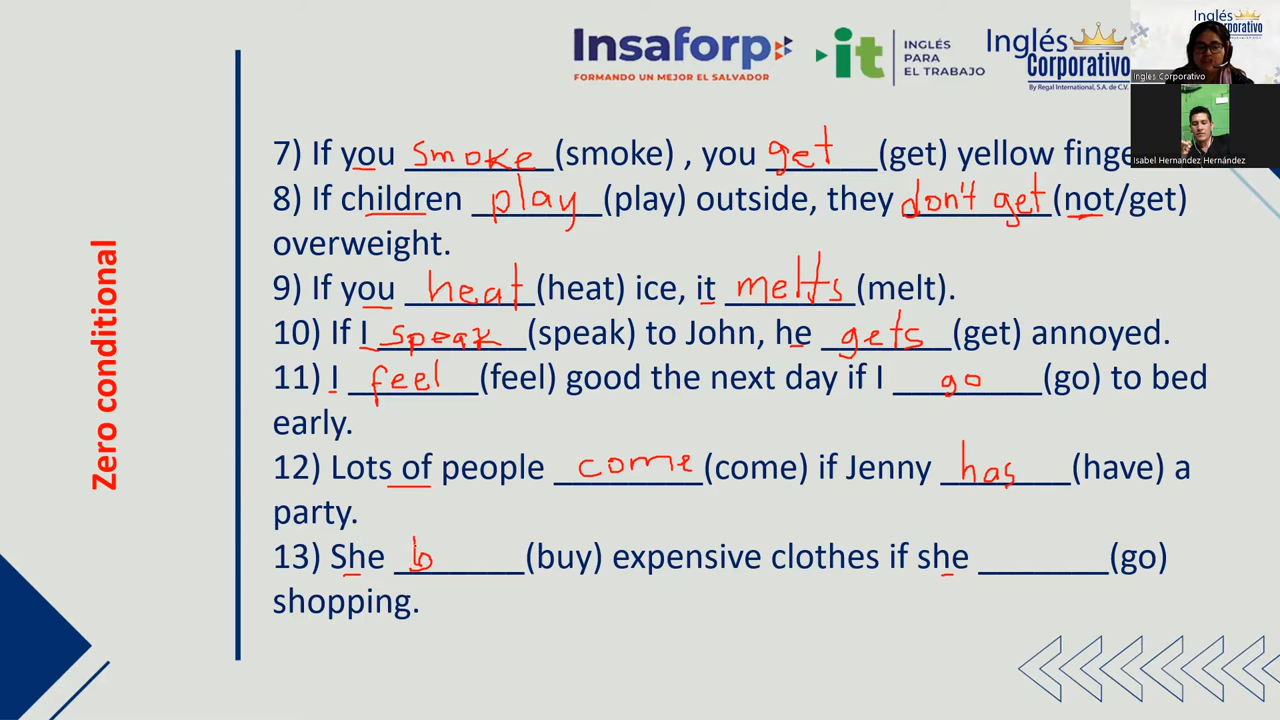 Insaforp
FORMANDO UN MEJOR EL SALVADOR
it
INGLÉS
PARA
EL TRABAJO
Inglés
Corporativo
By Regal International, S.A. de C.V.
Inglés
Corporativo
Ingles Corporativo
Isabel Hernandez Hernández
Zero conditional
7) If you smoke (smoke) , you get (get) yellow finge
8) If children play (play) outside, they don't get (not/get)
overweight.
9) If you heat (heat) ice, it melts (melt).
10) If I speak (speak) to John, he gets (get) annoyed.
11) I feel (feel) good the next day if I go (go) to bed
early.
12) Lots of people come (come) if Jenny has (have) a
party.
13) She b (buy) expensive clothes if she ________ (go)
shopping.